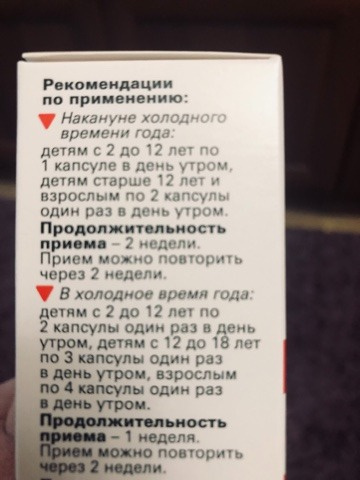 Рекомендации
по применению:
Накануне холодного
времени года:
детям с 2 до 12 лет по
1 капсуле в день утром,
детям старше 12 лет и
взрослым по 2 капсулы
один раз в день утром.
Продолжительность
приема – 2 недели.
Прием можно повторить
через 2 недели.
В холодное время года:
детям с 2 до 12 лет по
2 капсулы один раз в день
утром, детям с 12 до 18 лет
по 3 капсулы один раз
в день утром, взрослым
по 4 капсулы один раз
в день утром.
Продолжительность
приема – 1 неделя.
Прием можно повторить
через 2 недели.